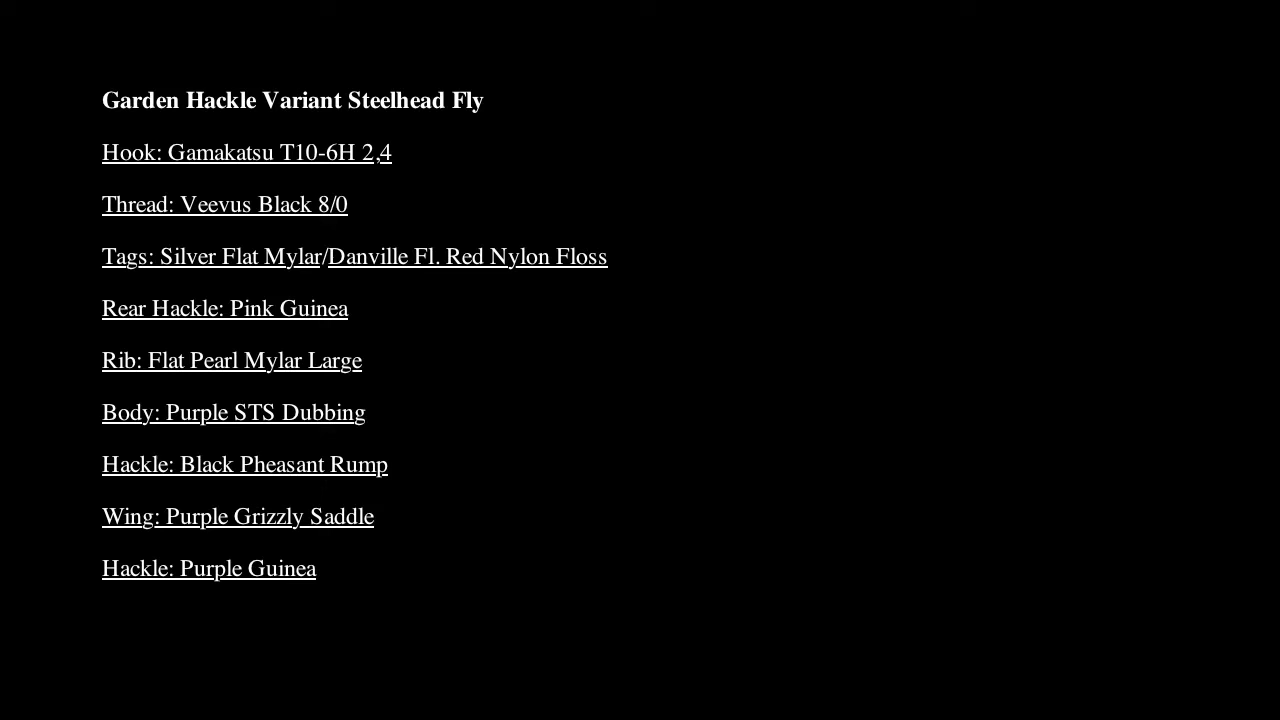 Garden Hackle Variant Steelhead Fly
Hook: Gamakatsu T10-6H 2,4
Thread: Veevus Black 8/0
Tags: Silver Flat Mylar/Danville Fl. Red Nylon Floss
Rear Hackle: Pink Guinea
Rib: Flat Pearl Mylar Large
Body: Purple STS Dubbing
Hackle: Black Pheasant Rump
Wing: Purple Grizzly Saddle
Hackle: Purple Guinea